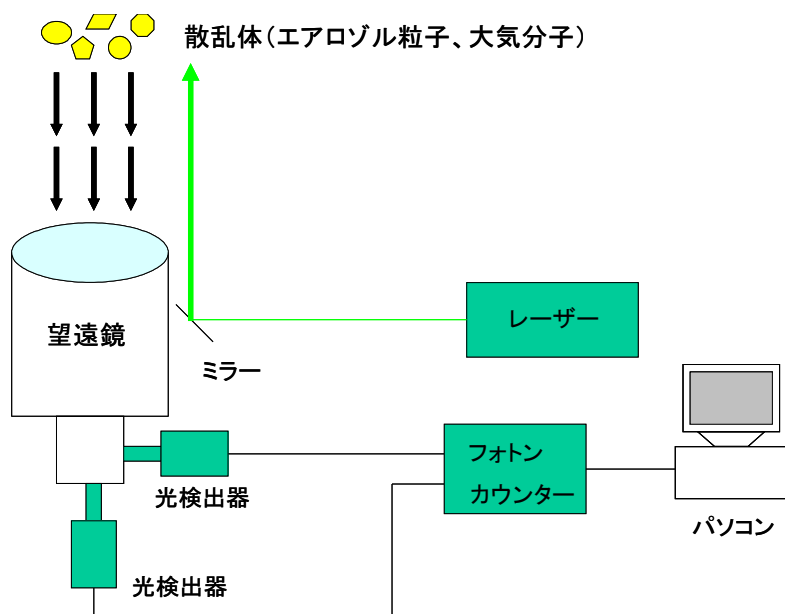 散乱体（エアロゾル粒子、大気分子）
望遠鏡
レーザー
ミラー
フォトン
カウンター
光検出器
パソコン
光検出器